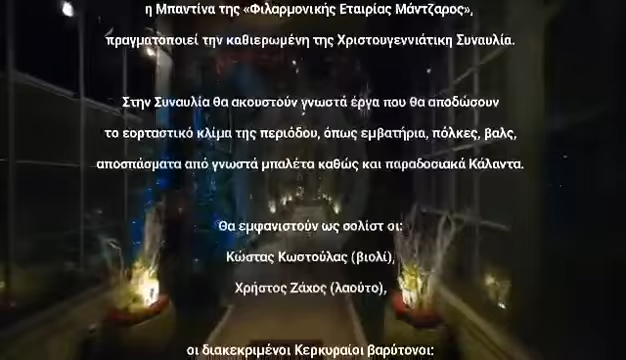 η Μπαντίνα της «Φιλαρμονικής Εταιρίας Μάντζαρος»,
πραγματοποιεί την καθιερωμένη της Χριστουγεννιάτικη Συναυλία.
Στην Συναυλία θα ακουστούν γνωστά έργα που θα αποδώσουν
το εορταστικό κλίμα της περιόδου, όπως εμβατήρια, πόλκες, βαλς,
αποσπάσματα από γνωστά μπαλέτα καθώς και παραδοσιακά Κάλαντα.
Θα εμφανιστούν ως σολίστ οι:
Κώστας Κωστούλας (βιολί),
Χρήστος Ζάχος (λαούτο),
οι διακεκριμένοι Κερκυραίοι βαρύτονοι: